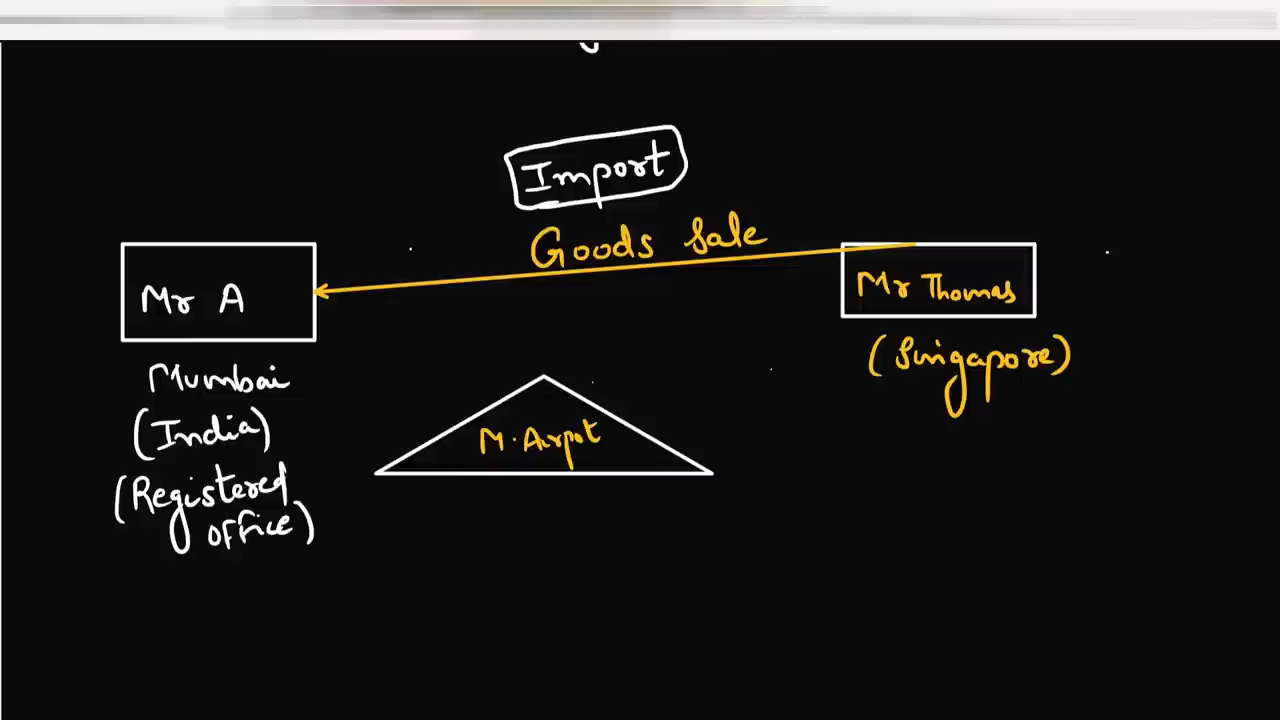 Import
Goods Sale
Mr A
Mr Thomas
(Singapore)
Mumbai
(India)
(Registered
office)
M. Airpot